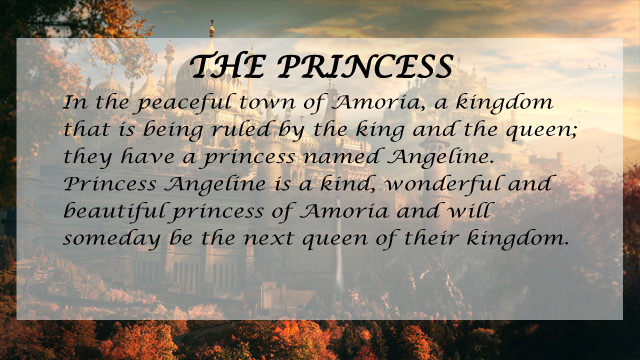 THE PRINCESS
In the peaceful town of Amoria, a kingdom
that is being ruled by the king and the queen;
they have a princess named Angeline.
Princess Angeline is a kind, wonderful and
beautiful princess of Amoria and will
someday be the next queen of their kingdom.